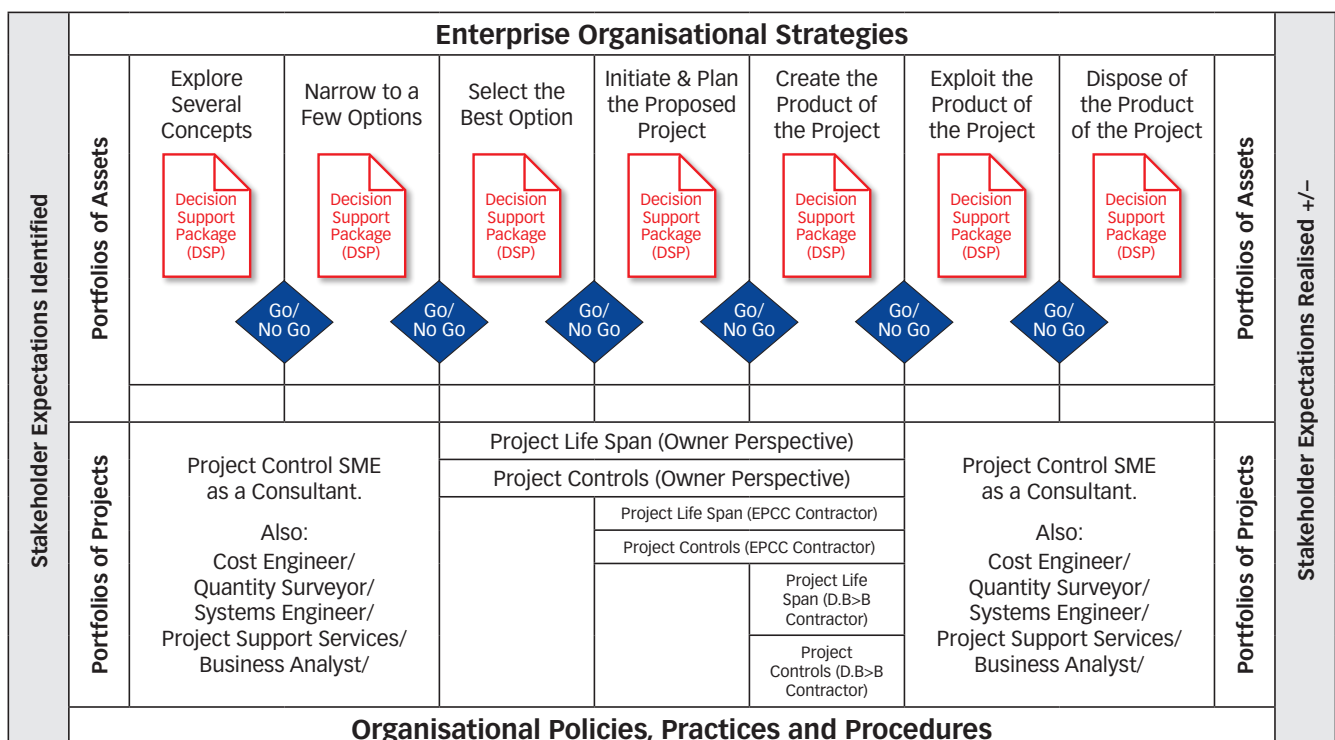 Enterprise Organisational Strategies
Stakeholder Expectations Identified
Portfolios of Assets
Explore
Several
Concepts
Narrow to a
Few Options
Select the
Best Option
Initiate & Plan
the Proposed
Project
Create the
Product of
the Project
Exploit the
Product of
the Project
Dispose of
the Product
of the Project
Decision
Support
Package
(DSP)
Decision
Support
Package
(DSP)
Decision
Support
Package
(DSP)
Decision
Support
Package
(DSP)
Decision
Support
Package
(DSP)
Decision
Support
Package
(DSP)
Decision
Support
Package
(DSP)
Go/
No Go
Go/
No Go
Go/
No Go
Go/
No Go
Go/
No Go
Go/
No Go
Portfolios of Assets
Stakeholder Expectations Realised +/–
Portfolios of Projects
Project Control SME
as a Consultant.
Also:
Cost Engineer/
Quantity Surveyor/
Systems Engineer/
Project Support Services/
Business Analyst/
Project Life Span (Owner Perspective)
Project Controls (Owner Perspective)
Project Life Span (EPCC Contractor)
Project Controls (EPCC Contractor)
Project Life
Span (D.B>B
Contractor)
Project
Controls (D.B>B
Contractor)
Project Control SME
as a Consultant.
Also:
Cost Engineer/
Quantity Surveyor/
Systems Engineer/
Project Support Services/
Business Analyst/
Portfolios of Projects
Organisational Policies, Practices and Procedures